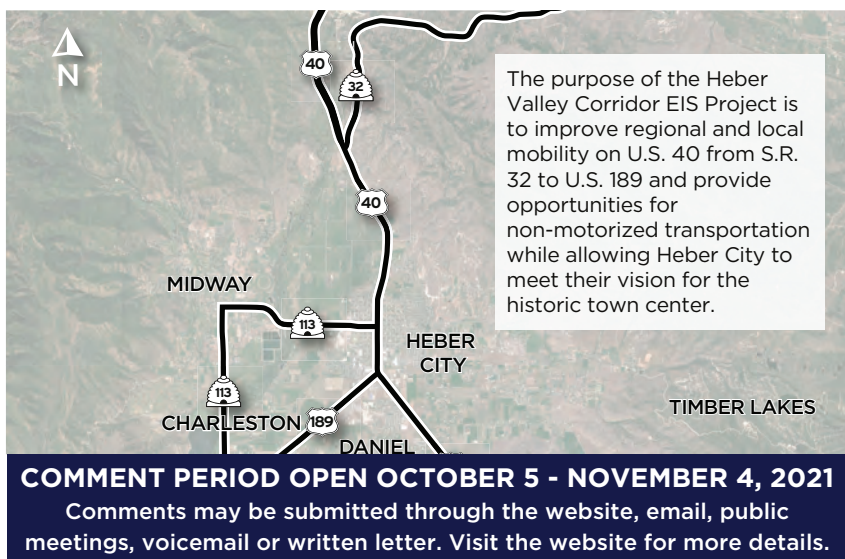 N
40
32
The purpose of the Heber
Valley Corridor EIS Project is
to improve regional and local
mobility on U.S. 40 from S.R.
32 to U.S. 189 and provide
opportunities for
non-motorized transportation
while allowing Heber City to
meet their vision for the
historic town center.
40
MIDWAY
113
HEBER
CITY
113
CHARLESTON
189
DANIEL
TIMBER LAKES
COMMENT PERIOD OPEN OCTOBER 5 - NOVEMBER 4, 2021
Comments may be submitted through the website, email, public
meetings, voicemail or written letter. Visit the website for more details.